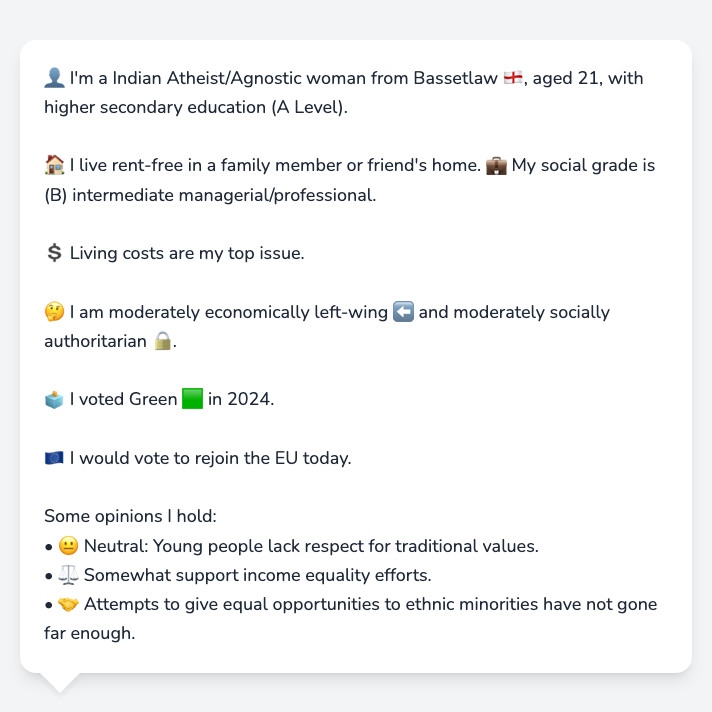 👤 I'm a Indian Atheist/Agnostic woman from Bassetlaw 🏴󠁧󠁢󠁥󠁮󠁧󠁿, aged 21, with
higher secondary education (A Level).
🏠 I live rent-free in a family member or friend's home. 💼 My social grade is
(B) intermediate managerial/professional.
💲 Living costs are my top issue.
🤔 I am moderately economically left-wing ⬅️ and moderately socially
authoritarian 🔒.
🗳️ I voted Green 🟩 in 2024.
🇪🇺 I would vote to rejoin the EU today.
Some opinions I hold:
• 😐 Neutral: Young people lack respect for traditional values.
• ⚖️ Somewhat support income equality efforts.
• 🤝 Attempts to give equal opportunities to ethnic minorities have not gone
far enough.